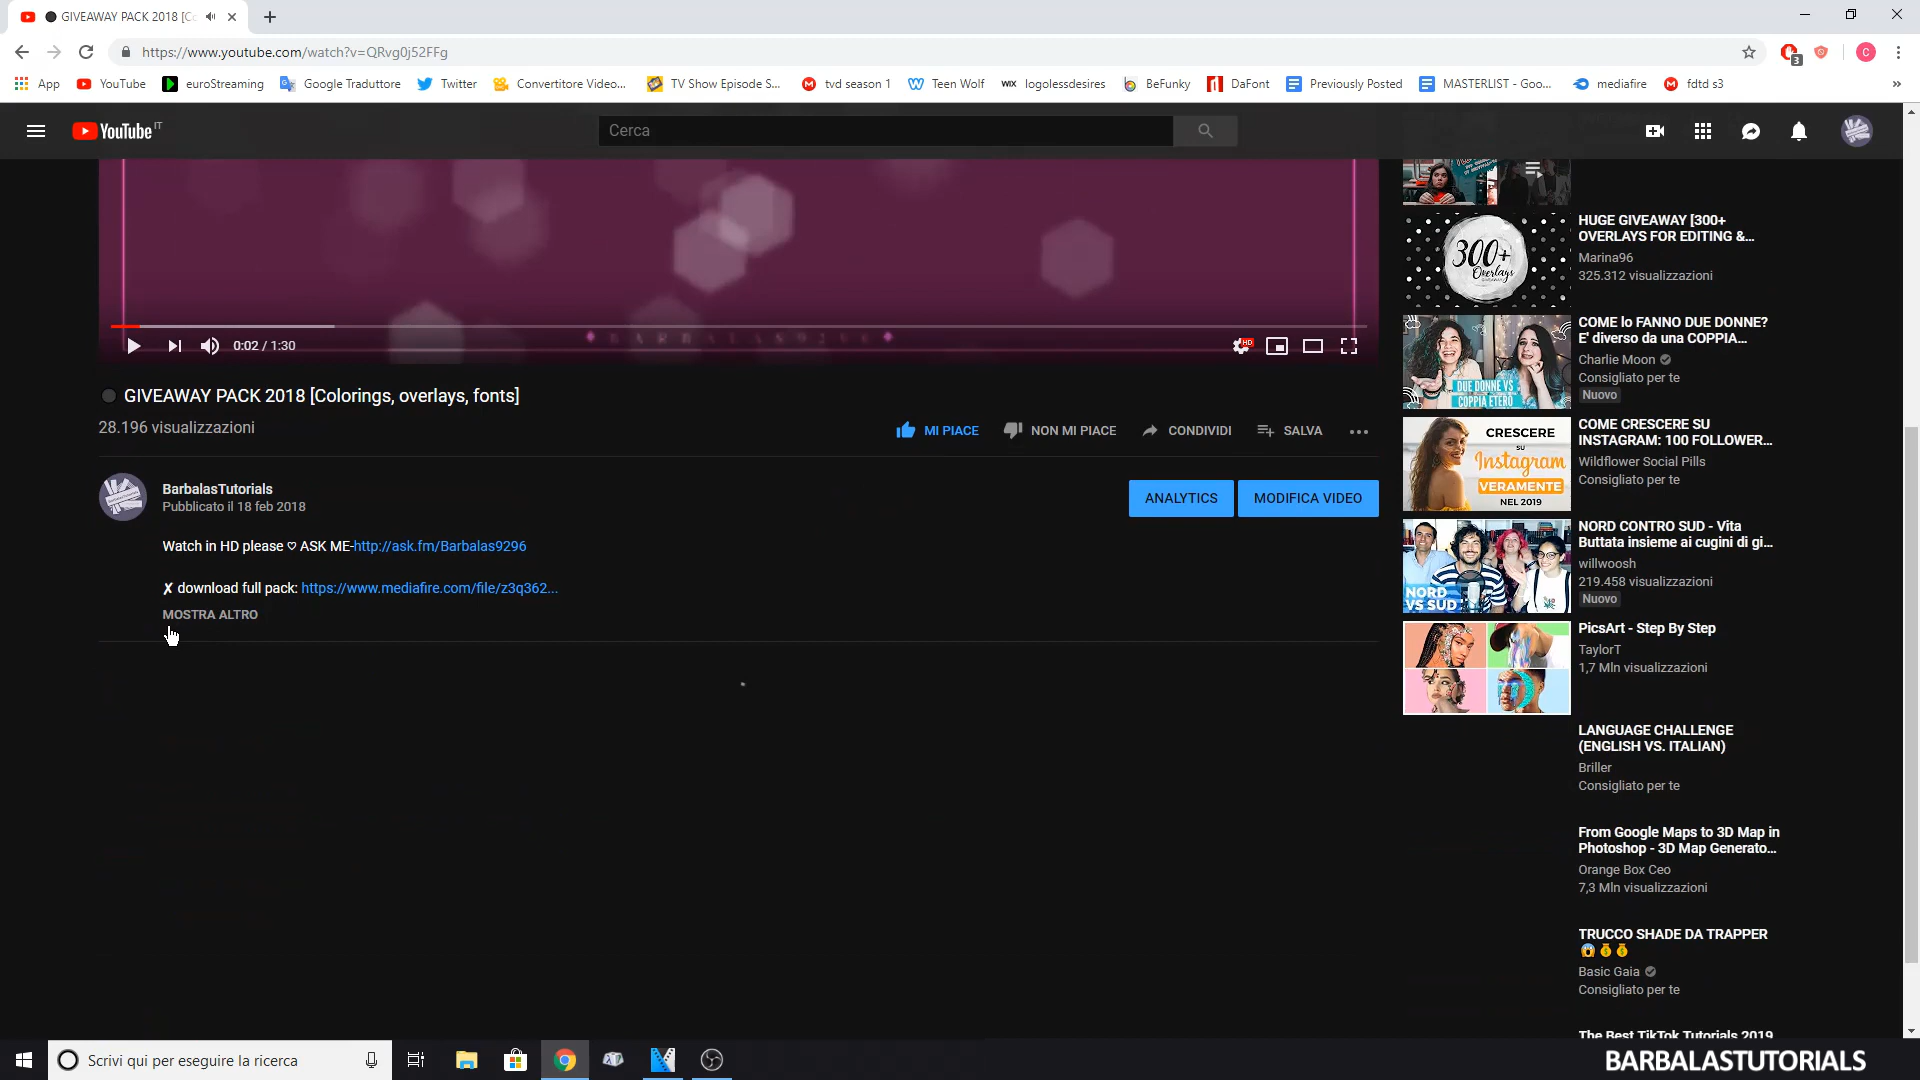 GIVEAWAY PACK 2018 [Co
https://www.youtube.com/watch?v=QRvg0j52FFg
3
C
App
YouTube
euroStreaming
Google Traduttore
Twitter
Convertitore Video...
TV Show Episode S...
tvd season 1
Teen Wolf
WIX
logolessdesires
BeFunky
DaFont
Previously Posted
MASTERLIST - Goo...
mediafire
fdtd s3
»
YouTube IT
Cerca
0:02 / 1:30
HD
BARBALAS9296
GIVEAWAY PACK 2018 [Colorings, overlays, fonts]
28.196 visualizzazioni
MI PIACE
NON MI PIACE
CONDIVIDI
SALVA
BarbalasTutorials
Pubblicato il 18 feb 2018
ANALYTICS
MODIFICA VIDEO
Watch in HD please ♡ ASK ME-http://ask.fm/Barbalas9296
✗ download full pack: https://www.mediafire.com/file/z3q362...
MOSTRA ALTRO
300+
Overlays
HUGE GIVEAWAY [300+
OVERLAYS FOR EDITING &...
Marina96
325.312 visualizzazioni
DUE DONNE VS
COPPIA ETERO
COME lo FANNO DUE DONNE?
E' diverso da una COPPIA...
Charlie Moon
Consigliato per te
Nuovo
CRESCERE
SU
Instagram
VERAMENTE
NEL 2019
COME CRESCERE SU
INSTAGRAM: 100 FOLLOWER...
Wildflower Social Pills
Consigliato per te
NORD
VS SUD
NORD CONTRO SUD - Vita
Buttata insieme ai cugini di gi...
willwoosh
219.458 visualizzazioni
Nuovo
PicsArt - Step By Step
TaylorT
1,7 Mln visualizzazioni
LANGUAGE CHALLENGE
(ENGLISH VS. ITALIAN)
Briller
Consigliato per te
From Google Maps to 3D Map in
Photoshop - 3D Map Generato...
Orange Box Ceo
7,3 Mln visualizzazioni
TRUCCO SHADE DA TRAPPER
😱💰💰
Basic Gaia
Consigliato per te
The Best TikTok Tutorials 2019
Scrivi qui per eseguire la ricerca
BARBALASTUTORIALS